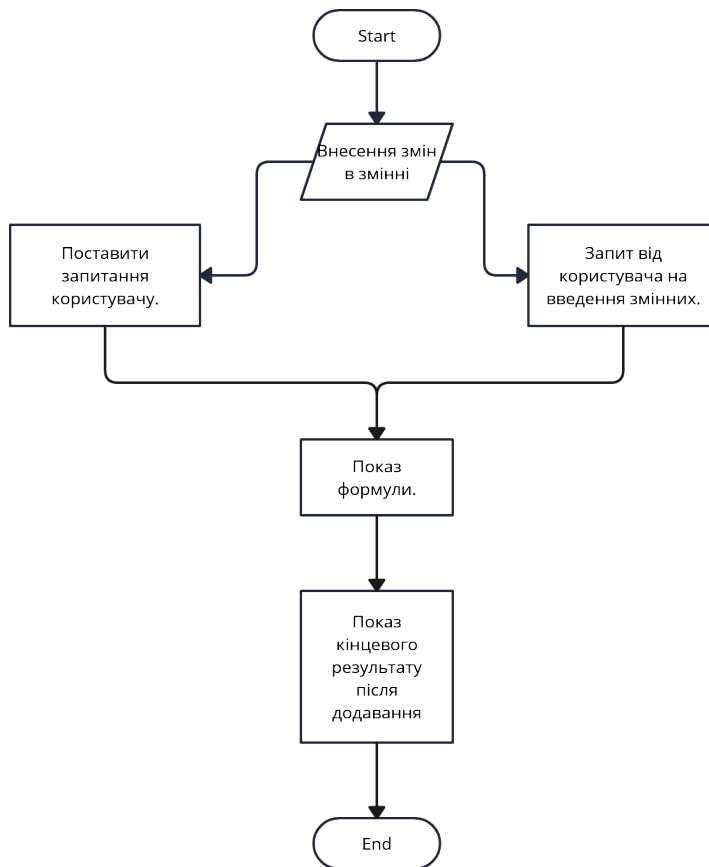 Start
Внесення змін
в змінні
Поставити
запитання
користувачу.
Запит від
користувача на
введення змінних.
Показ
формули.
Показ
кінцевого
результату
після
додавання
End